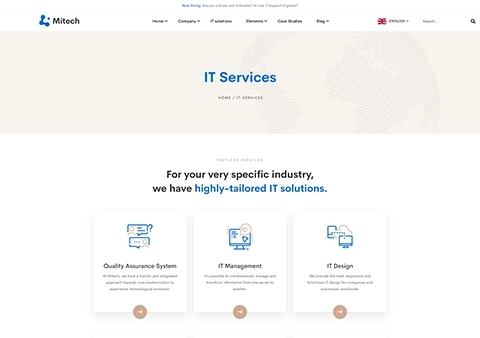 New Hiring: Are you a driven and motivated 1st Line IT Support Engineer?
Mitech
Home Company IT solutions Elements Case Studies Blog
ENGLISH Search...
IT Services
HOME / IT-SERVICES
FEATURED SERVICES
For your very specific industry,
we have highly-tailored IT solutions.
Quality Assurance System
At Mitech, we have a holistic and integrated
approach towards core modernization to
experience technological evolution.
IT Management
It's possible to simultaneously manage and
transform information from one server to
another.
IT Design
We provide the most responsive and
functional IT design for companies and
businesses worldwide.